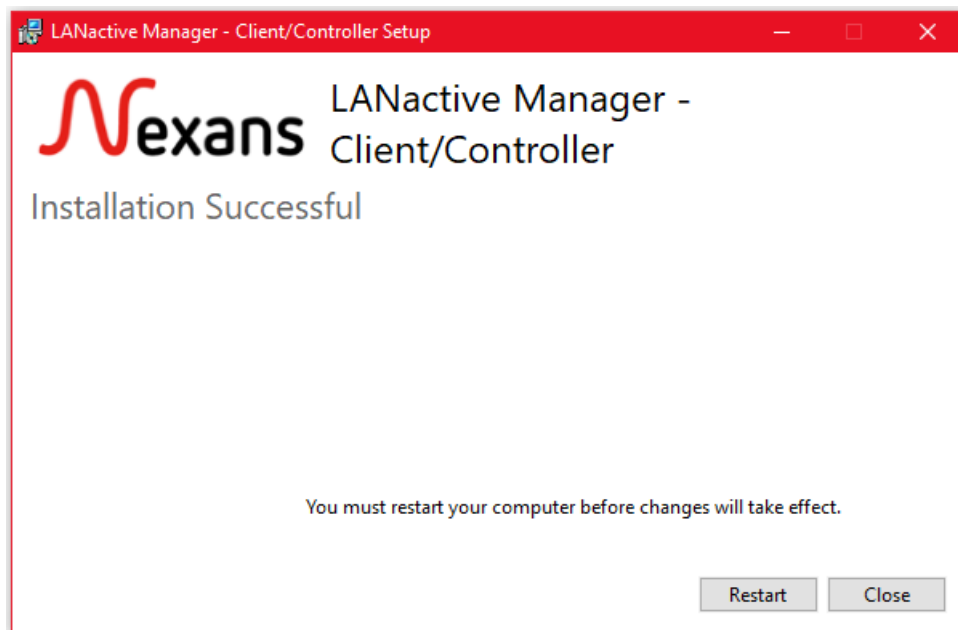 LANactive Manager - Client/Controller Setup
Nexans
LANactive Manager -
Client/Controller
Installation Successful
You must restart your computer before changes will take effect.
Restart
Close